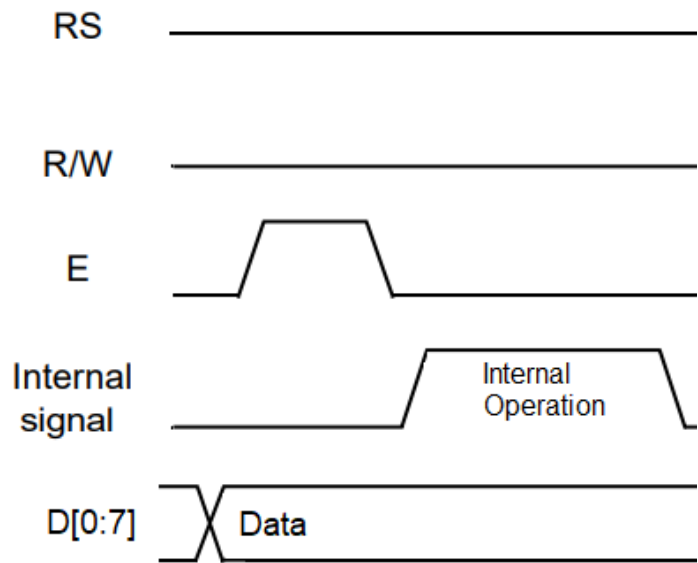 RS
R/W
E
Internal
signal
Internal
Operation
D[0:7]
Data